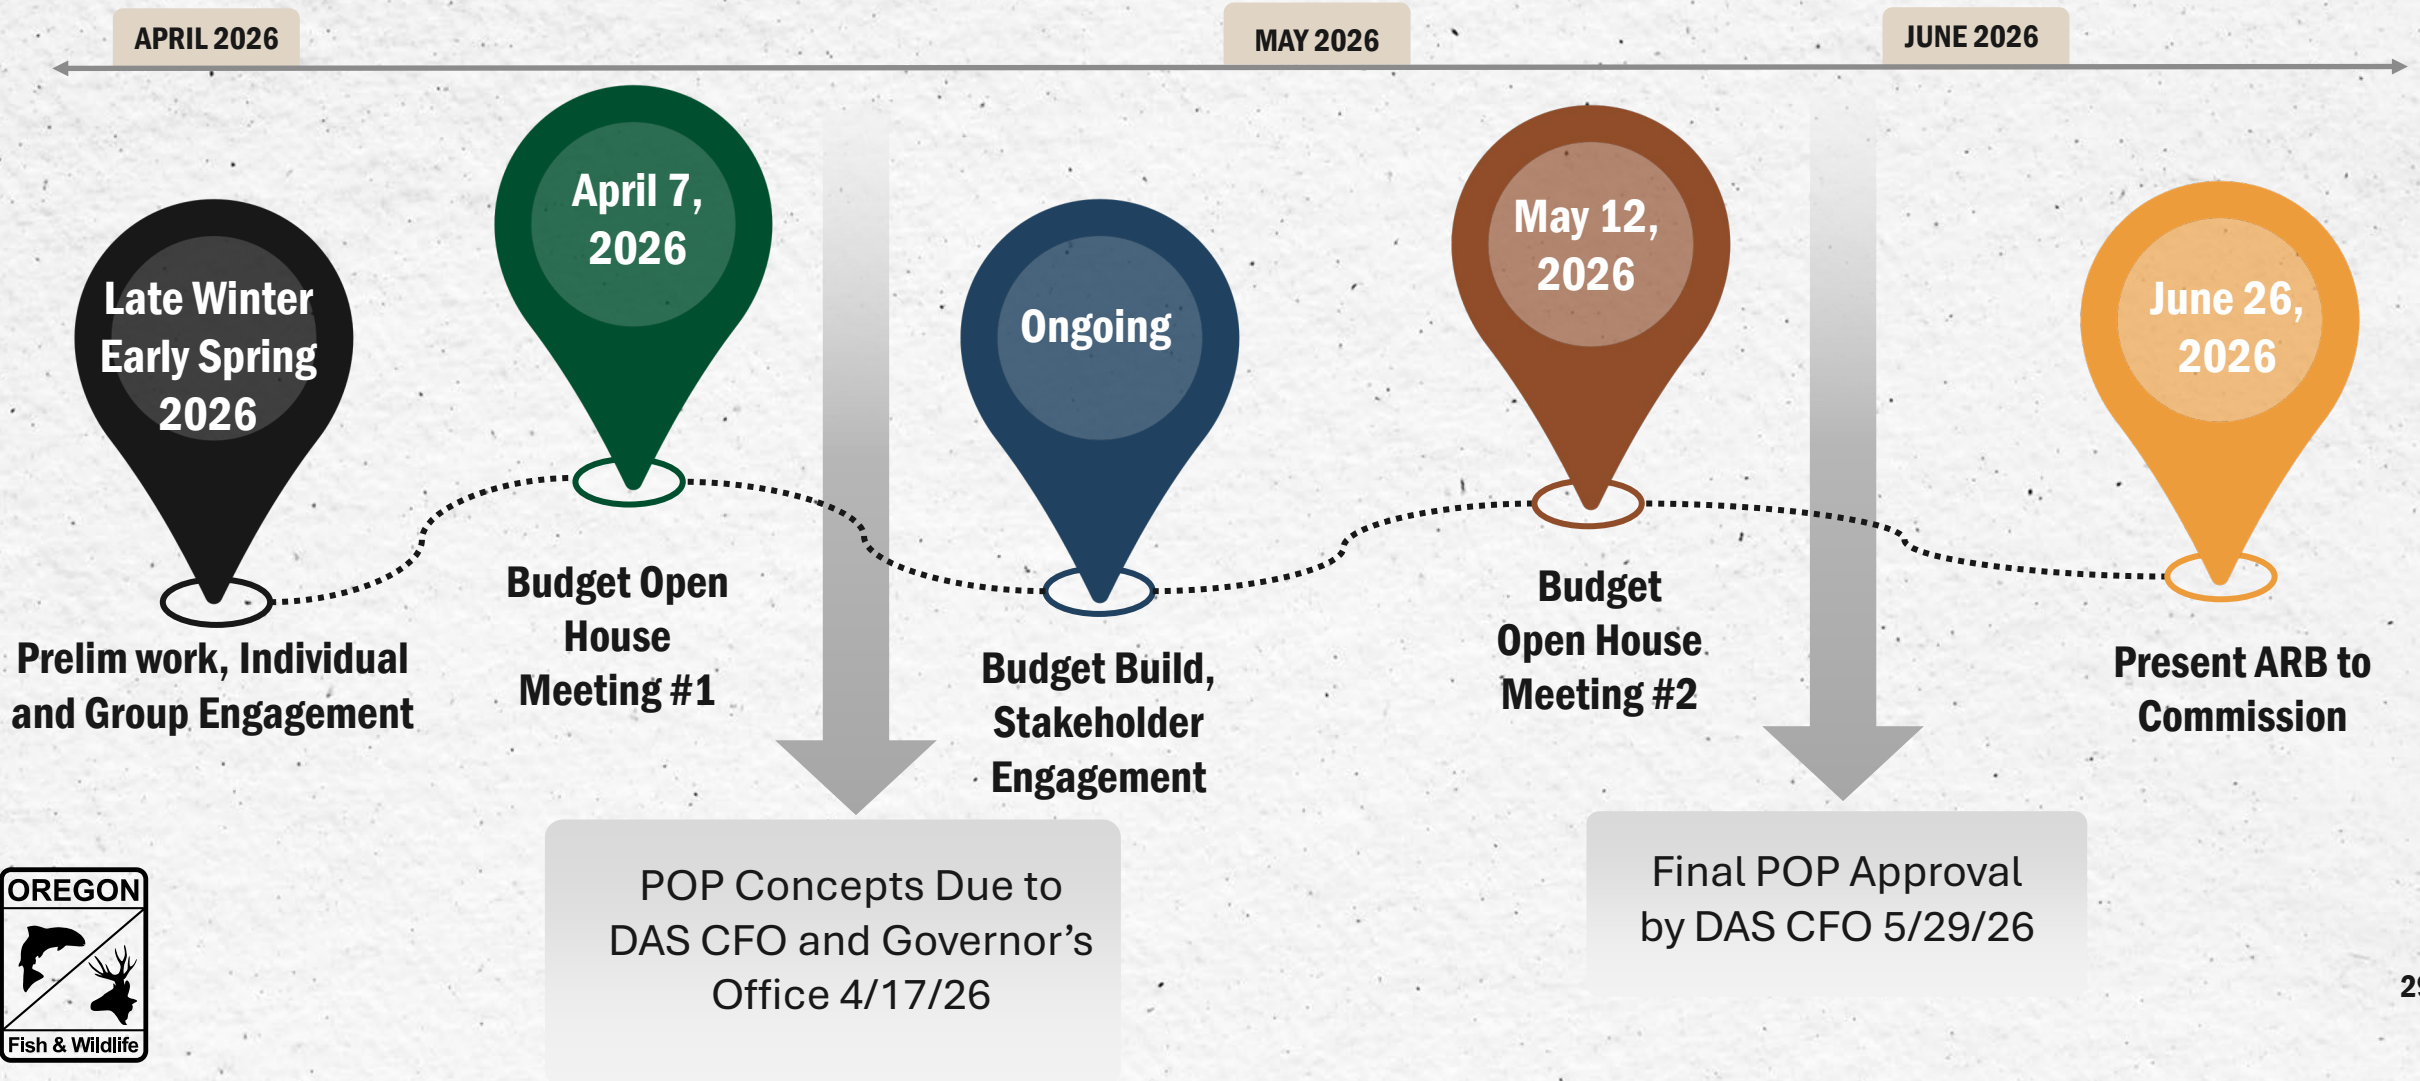 APRIL 2026
MAY 2026
JUNE 2026
Late Winter
Early Spring
2026
Prelim work, Individual
and Group Engagement
April 7,
2026
Budget Open
House
Meeting #1
POP Concepts Due to
DAS CFO and Governor’s
Office 4/17/26
Ongoing
Budget Build,
Stakeholder
Engagement
May 12,
2026
Budget
Open House
Meeting #2
Final POP Approval
by DAS CFO 5/29/26
June 26,
2026
Present ARB to
Commission
OREGON
Fish & Wildlife
29